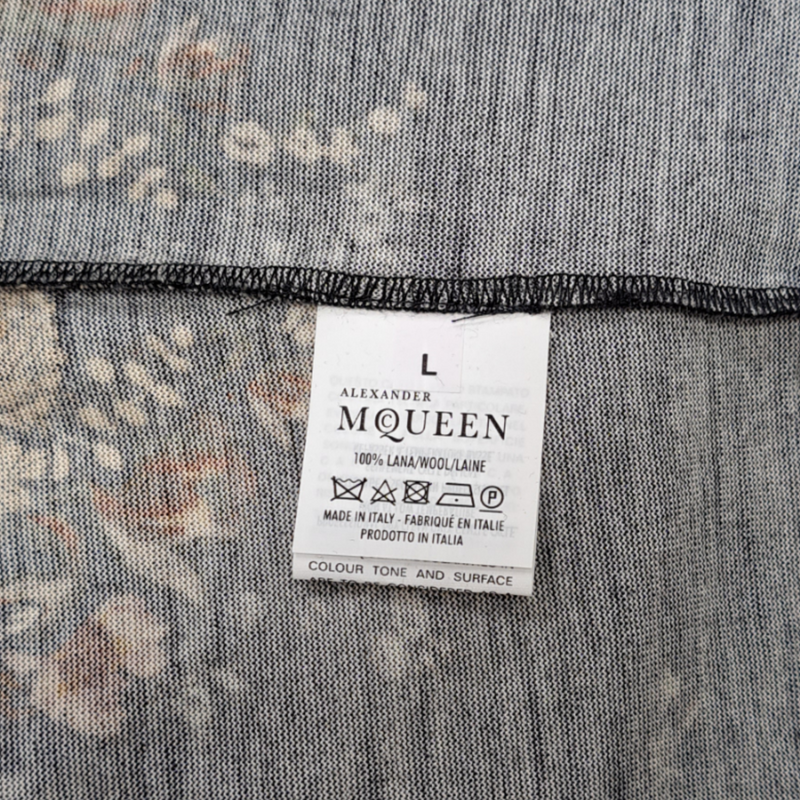 L
ALEXANDER
MCQUEEN
100% LANA/WOOL/LAINE
P
MADE IN ITALY - FABRIQUÉ EN ITALIE
PRODOTTO IN ITALIA
COLOUR TONE AND SURFACE